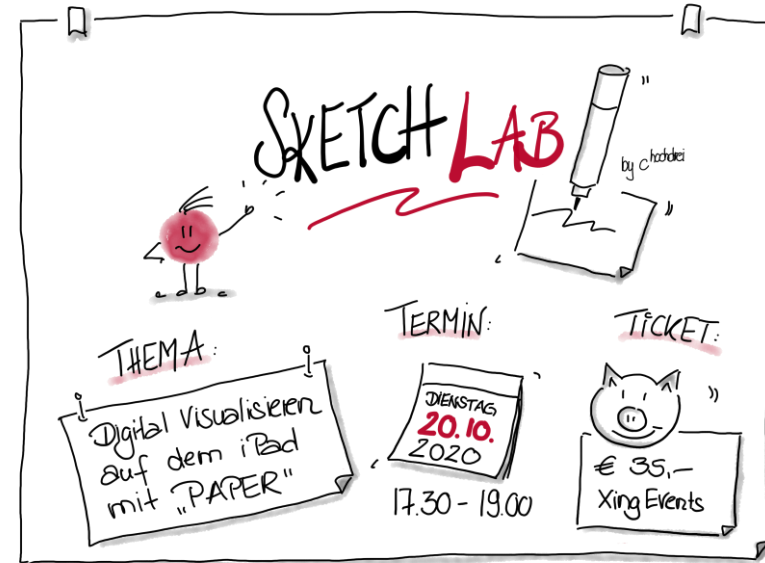 SKETCH LAB
by c hochdrei
THEMA:
Digital Visualisieren
auf dem iPad
mit „PAPER"
TERMIN:
DIENSTAG
20.10.
2020
17.30 - 19.00
TICKET:
€ 35,-
Xing Events